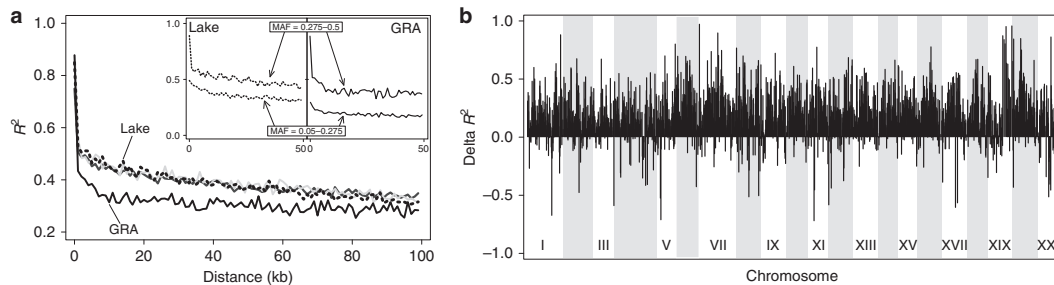 a
1.0
0.8
0.6
0.4
0.2
R²
0
20
40
60
80
100
Distance (kb)
Lake
GRA
1.0
0.5
0.0
Lake
MAF = 0.275–0.5
GRA
MAF = 0.05–0.275
0
50
0
50
b
1.0
0.5
0.0
–0.5
–1.0
Delta R²
I
III
V
VII
IX
XI
XIII
XV
XVII
XIX
XX
Chromosome